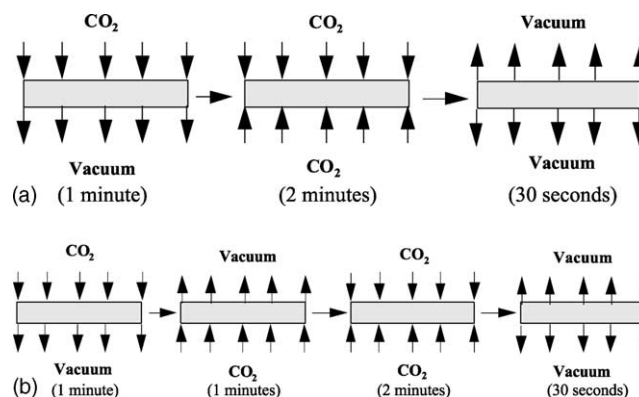 CO₂
CO₂
Vacuum
Vacuum
CO₂
Vacuum
(a) (1 minute)
(2 minutes)
(30 seconds)
CO₂
Vacuum
CO₂
Vacuum
Vacuum
CO₂
CO₂
Vacuum
(b) (1 minute)
(1 minutes)
(2 minutes)
(30 seconds)